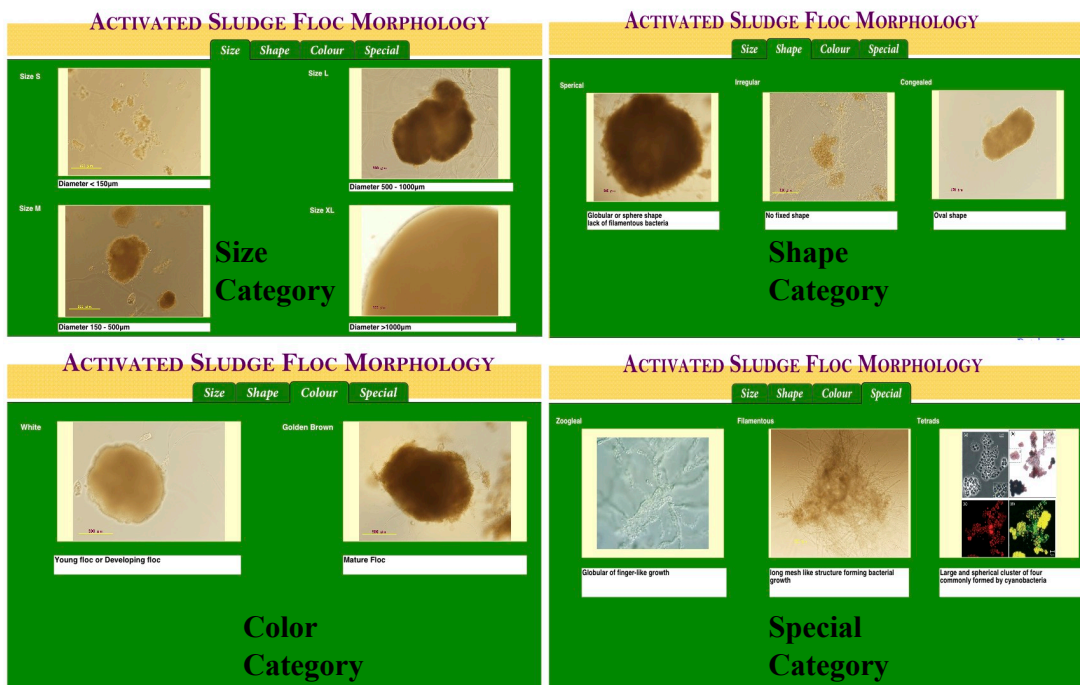 ACTIVATED SLUDGE FLOC MORPHOLOGY
Size Shape Colour Special
Size S
Diameter < 150µm
Size L
Diameter 500 - 1000µm
Size M
Diameter 150 - 500µm
Size XL
Diameter >1000µm
Size
Category
ACTIVATED SLUDGE FLOC MORPHOLOGY
Size Shape Colour Special
Sperical
Globular or sphere shape
lack of filamentous bacteria
Irregular
No fixed shape
Congealed
Oval shape
Shape
Category
ACTIVATED SLUDGE FLOC MORPHOLOGY
Size Shape Colour Special
White
Young floc or Developing floc
Golden Brown
Mature Floc
Color
Category
ACTIVATED SLUDGE FLOC MORPHOLOGY
Size Shape Colour Special
Zoogleal
Globular of finger-like growth
Filamentous
long mesh like structure forming bacterial
growth
Tetrads
Large and spherical cluster of four
commonly formed by cyanobacteria
Special
Category